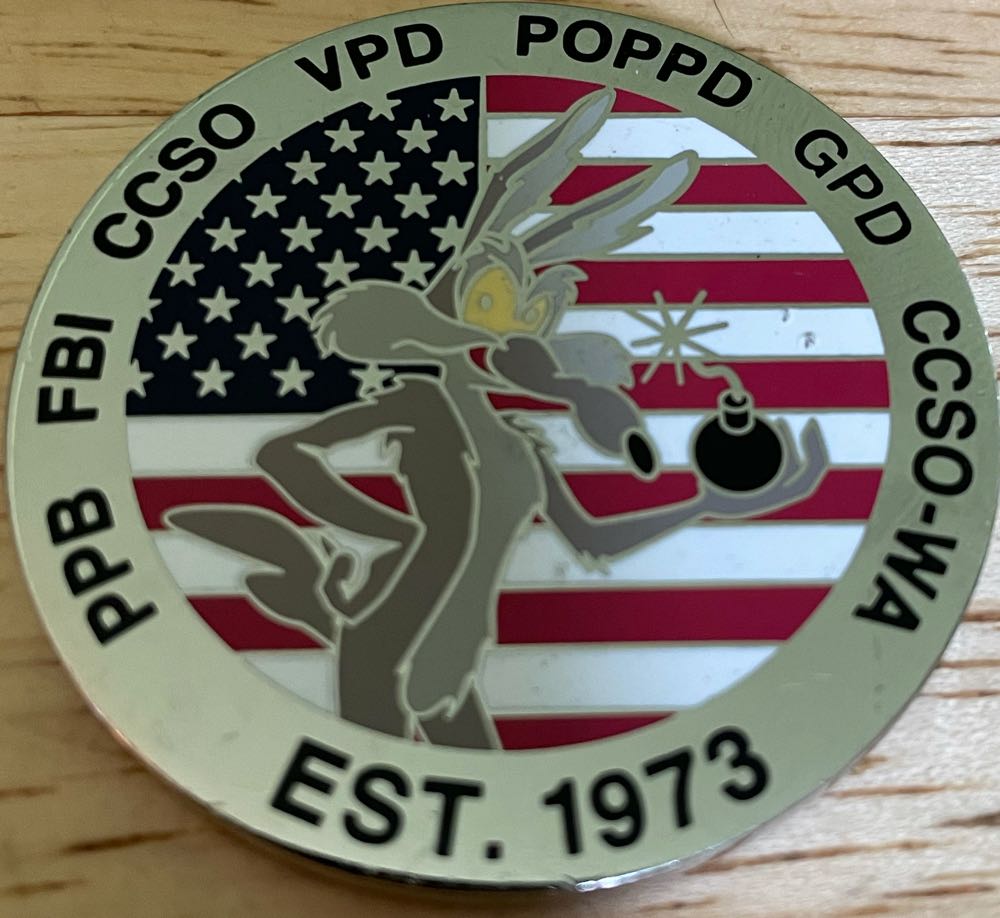 PPB FBI CCSO VPD POPPD GPD CCSO-WA
EST. 1973